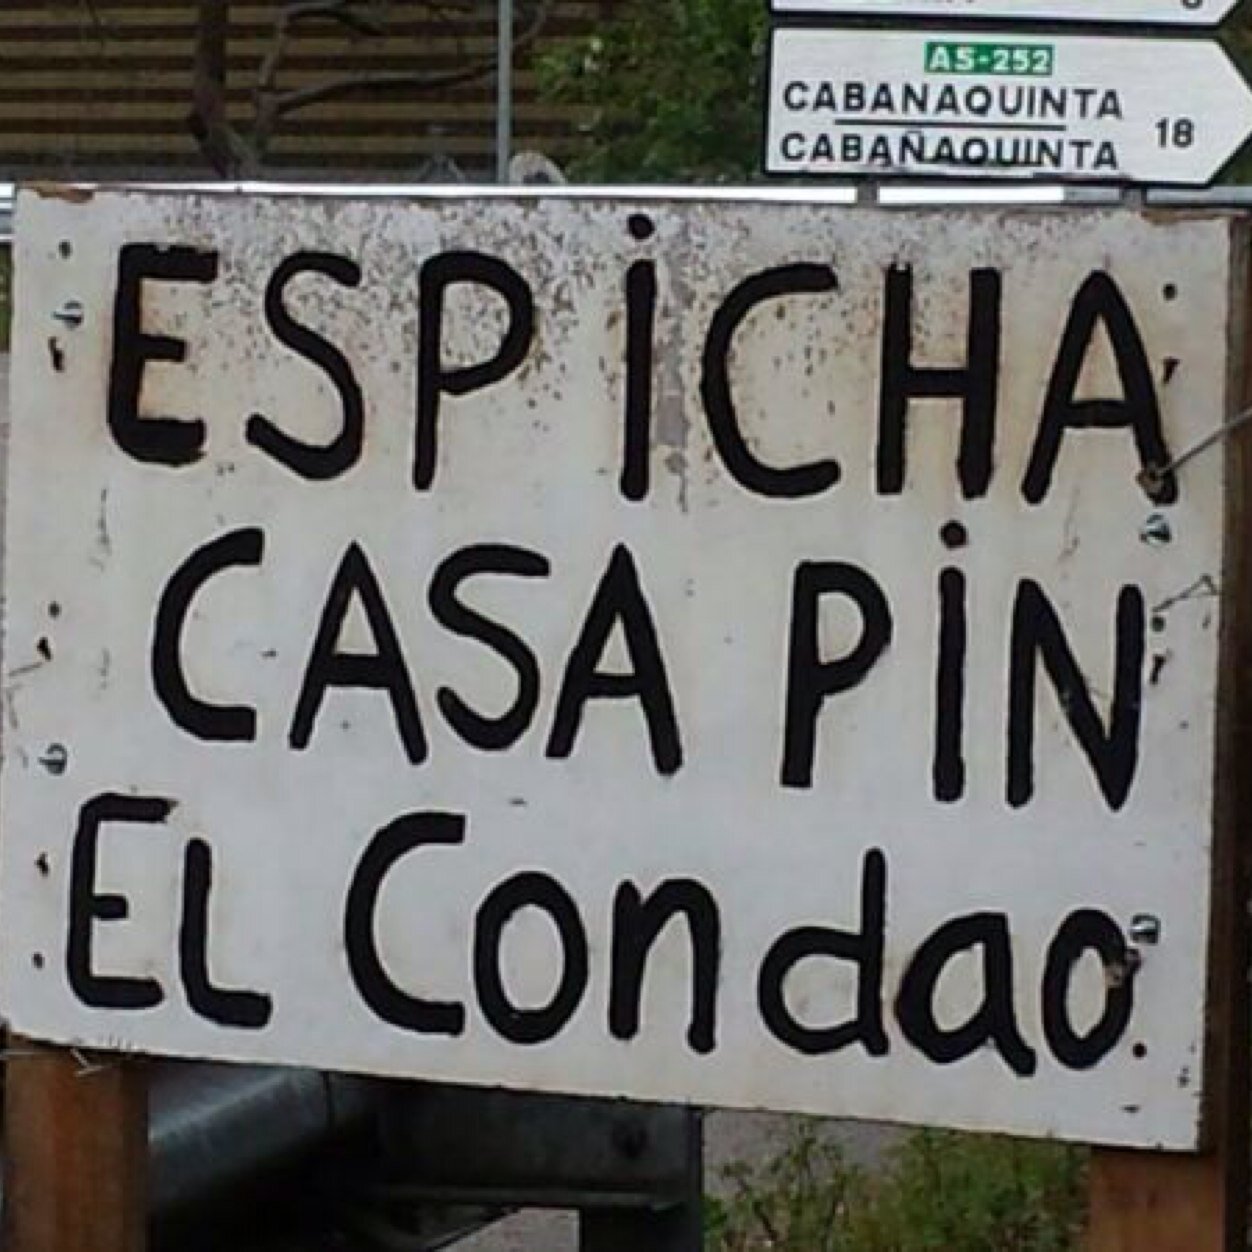 AS-252
CABANAQUINTA
CABAÑAQUINTA
18
ESPiCHA
CASA PiN
EL Condao